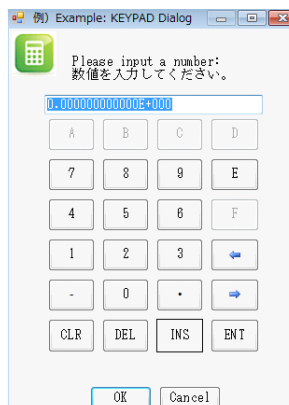 例) Example: KEYPAD Dialog
Please input a number:
数値を入力してください。
0.000000000000E+000
A B C D
7 8 9 E
4 5 6 F
1 2 3
- 0 .
CLR DEL INS ENT
OK Cancel